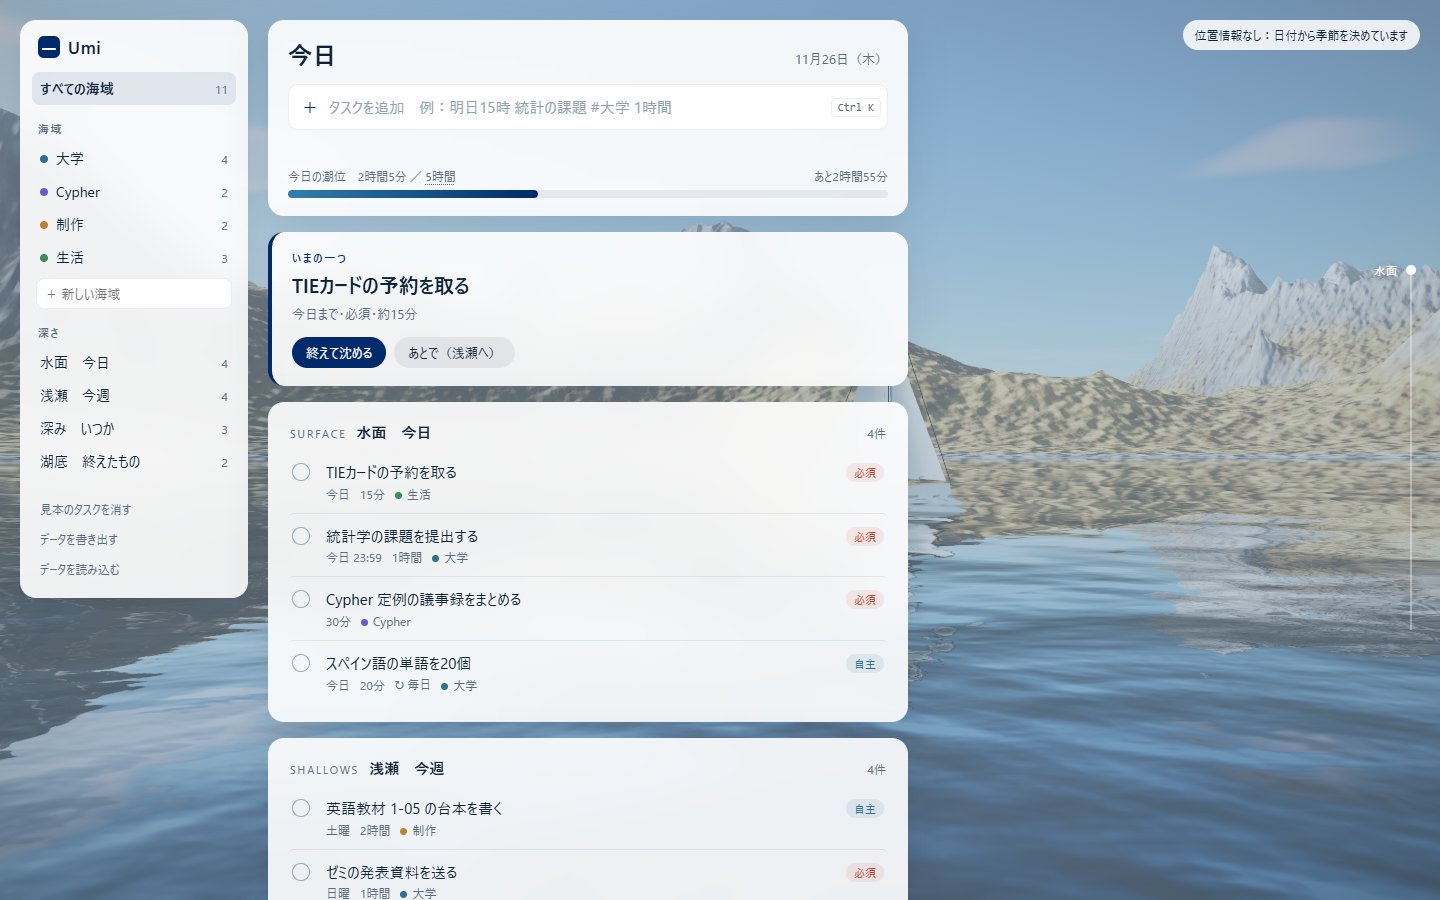 Umi
すべての海域 11
海域
大学 4
Cypher 2
制作 2
生活 3
+ 新しい海域
深さ
水面 今日 4
浅瀬 今週 4
深み いつか 3
湖底 終えたもの 2
見本のタスクを消す
データを書き出す
データを読み込む
今日 11月26日（木）
+ タスクを追加 例：明日15時 統計の課題 #大学 1時間 Ctrl K
今日の潮位 2時間5分 ／ 5時間 あと2時間55分
いまの一つ
TIEカードの予約を取る
今日まで・必須・約15分
終えて沈める あとで（浅瀬へ）
SURFACE 水面 今日 4件
TIEカードの予約を取る 必須
今日 15分 生活
統計学の課題を提出する 必須
今日 23:59 1時間 大学
Cypher 定例の議事録をまとめる 必須
30分 Cypher
スペイン語の単語を20個 自主
今日 20分 ↻ 毎日 大学
SHALLOWS 浅瀬 今週 4件
英語教材 1-05 の台本を書く 自主
土曜 2時間 制作
ゼミの発表資料を送る 必須
日曜 1時間 大学
位置情報なし：日付から季節を決めています
水面